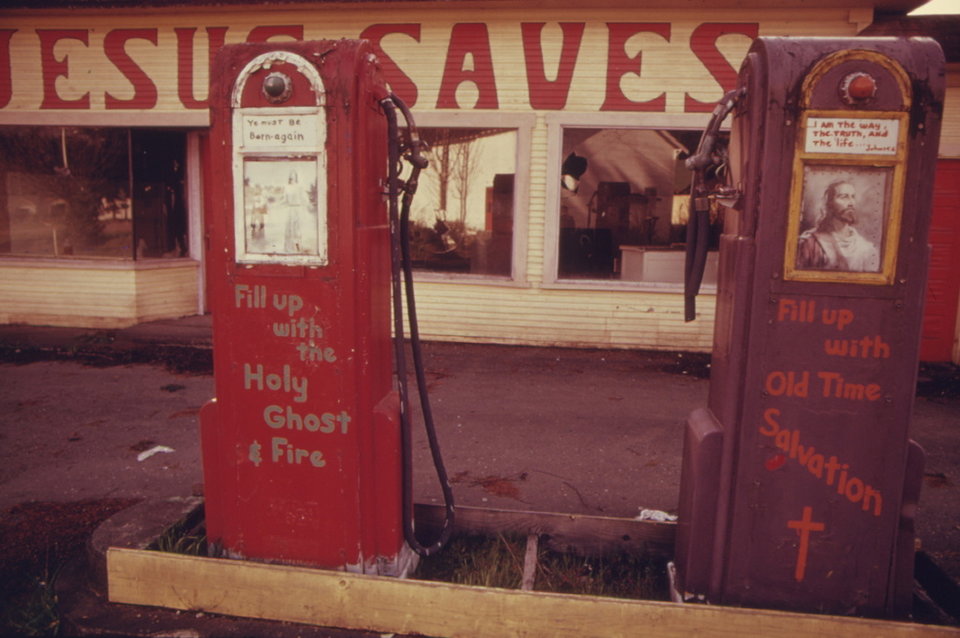 JESUS SAVES
Ye must Be
Born-again
Fill up
with
the
Holy
Ghost
& Fire
I am the way,
the truth, and
the life...
Fill up
with
Old Time
Salvation